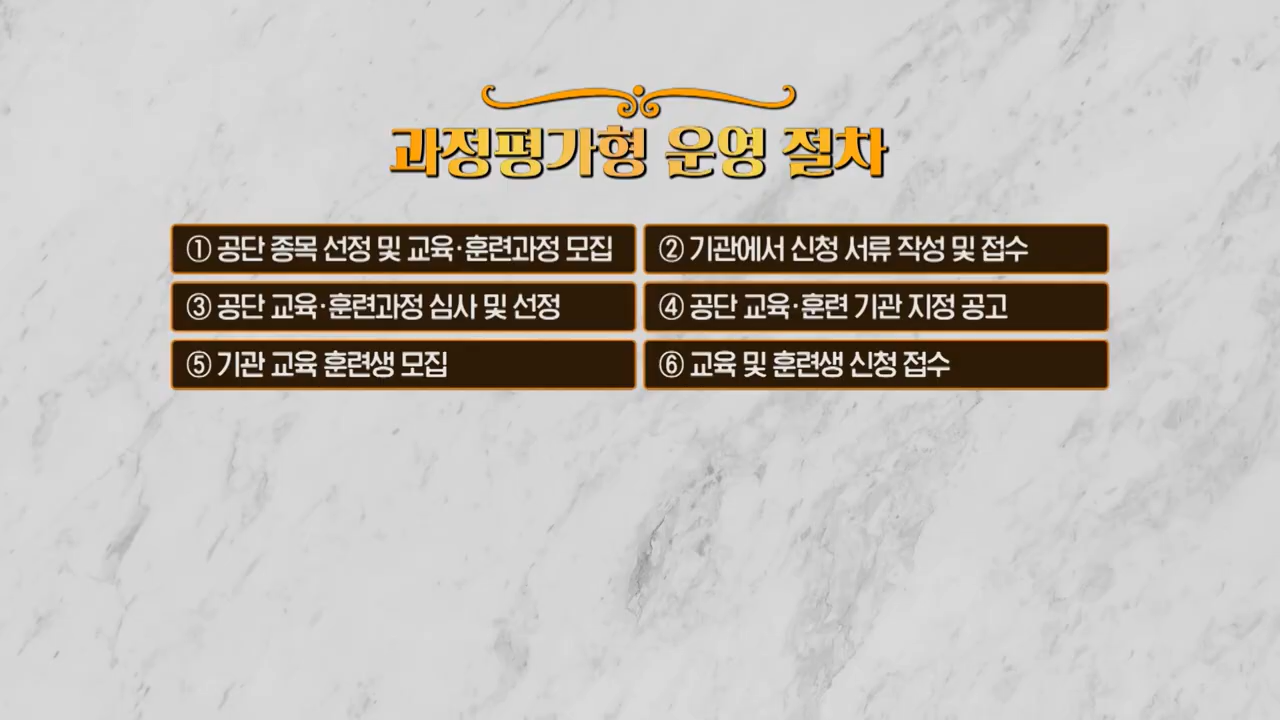 과정평가형 운영 절차
① 공단 종목 선정 및 교육·훈련과정 모집
② 기관에서 신청 서류 작성 및 접수
③ 공단 교육·훈련과정 심사 및 선정
④ 공단 교육·훈련 기관 지정 공고
⑤ 기관 교육 훈련생 모집
⑥ 교육 및 훈련생 신청 접수